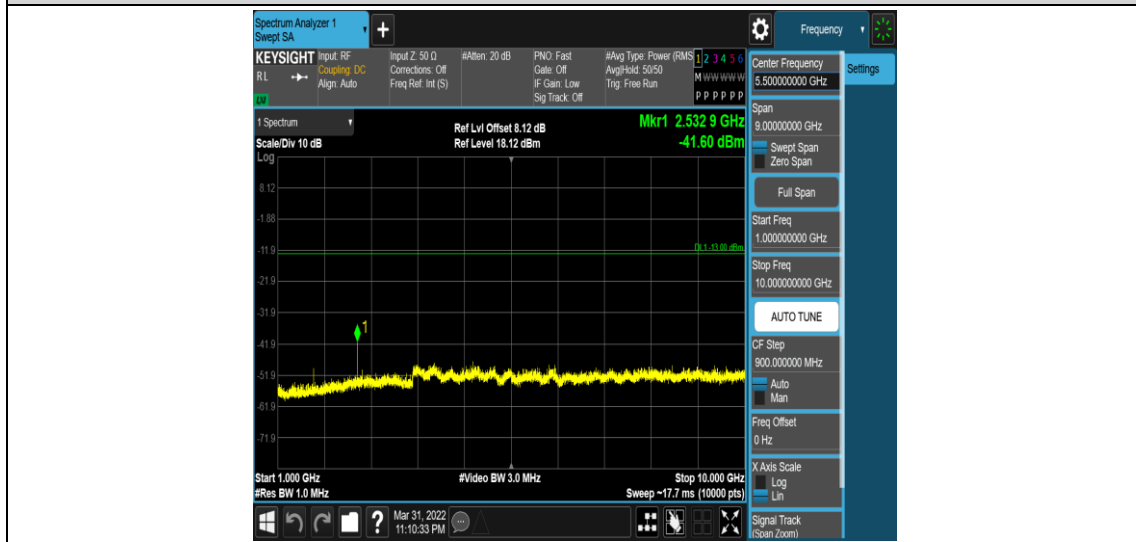 Spectrum Analyzer 1
Swept SA
+
Frequency
KEYSIGHT
RL
LXI
Input: RF
Coupling: DC
Align: Auto
Input Z: 50 Ω
Corrections: Off
Freq Ref: Int (S)
#Atten: 20 dB
PNO: Fast
Gate: Off
IF Gain: Low
Sig Track: Off
#Avg Type: Power (RMS
Avg|Hold: 50/50
Trig: Free Run
1 2 3 4 5 6
M W W W W W
P P P P P P
1 Spectrum
Scale/Div 10 dB
Log
Ref Lvl Offset 8.12 dB
Ref Level 18.12 dBm
Mkr1 2.532 9 GHz
-41.60 dBm
8.12
-1.88
-11.9
-21.9
-31.9
-41.9
-51.9
-61.9
-71.9
DL1 -13.00 dBm
1
Start 1.000 GHz
#Res BW 1.0 MHz
#Video BW 3.0 MHz
Stop 10.000 GHz
Sweep ~17.7 ms (10000 pts)
?
Mar 31, 2022
11:10:33 PM
Center Frequency
5.500000000 GHz
Settings
Span
9.00000000 GHz
Swept Span
Zero Span
Full Span
Start Freq
1.000000000 GHz
Stop Freq
10.000000000 GHz
AUTO TUNE
CF Step
900.000000 MHz
Auto
Man
Freq Offset
0 Hz
X Axis Scale
Log
Lin
Signal Track
(Span Zoom)